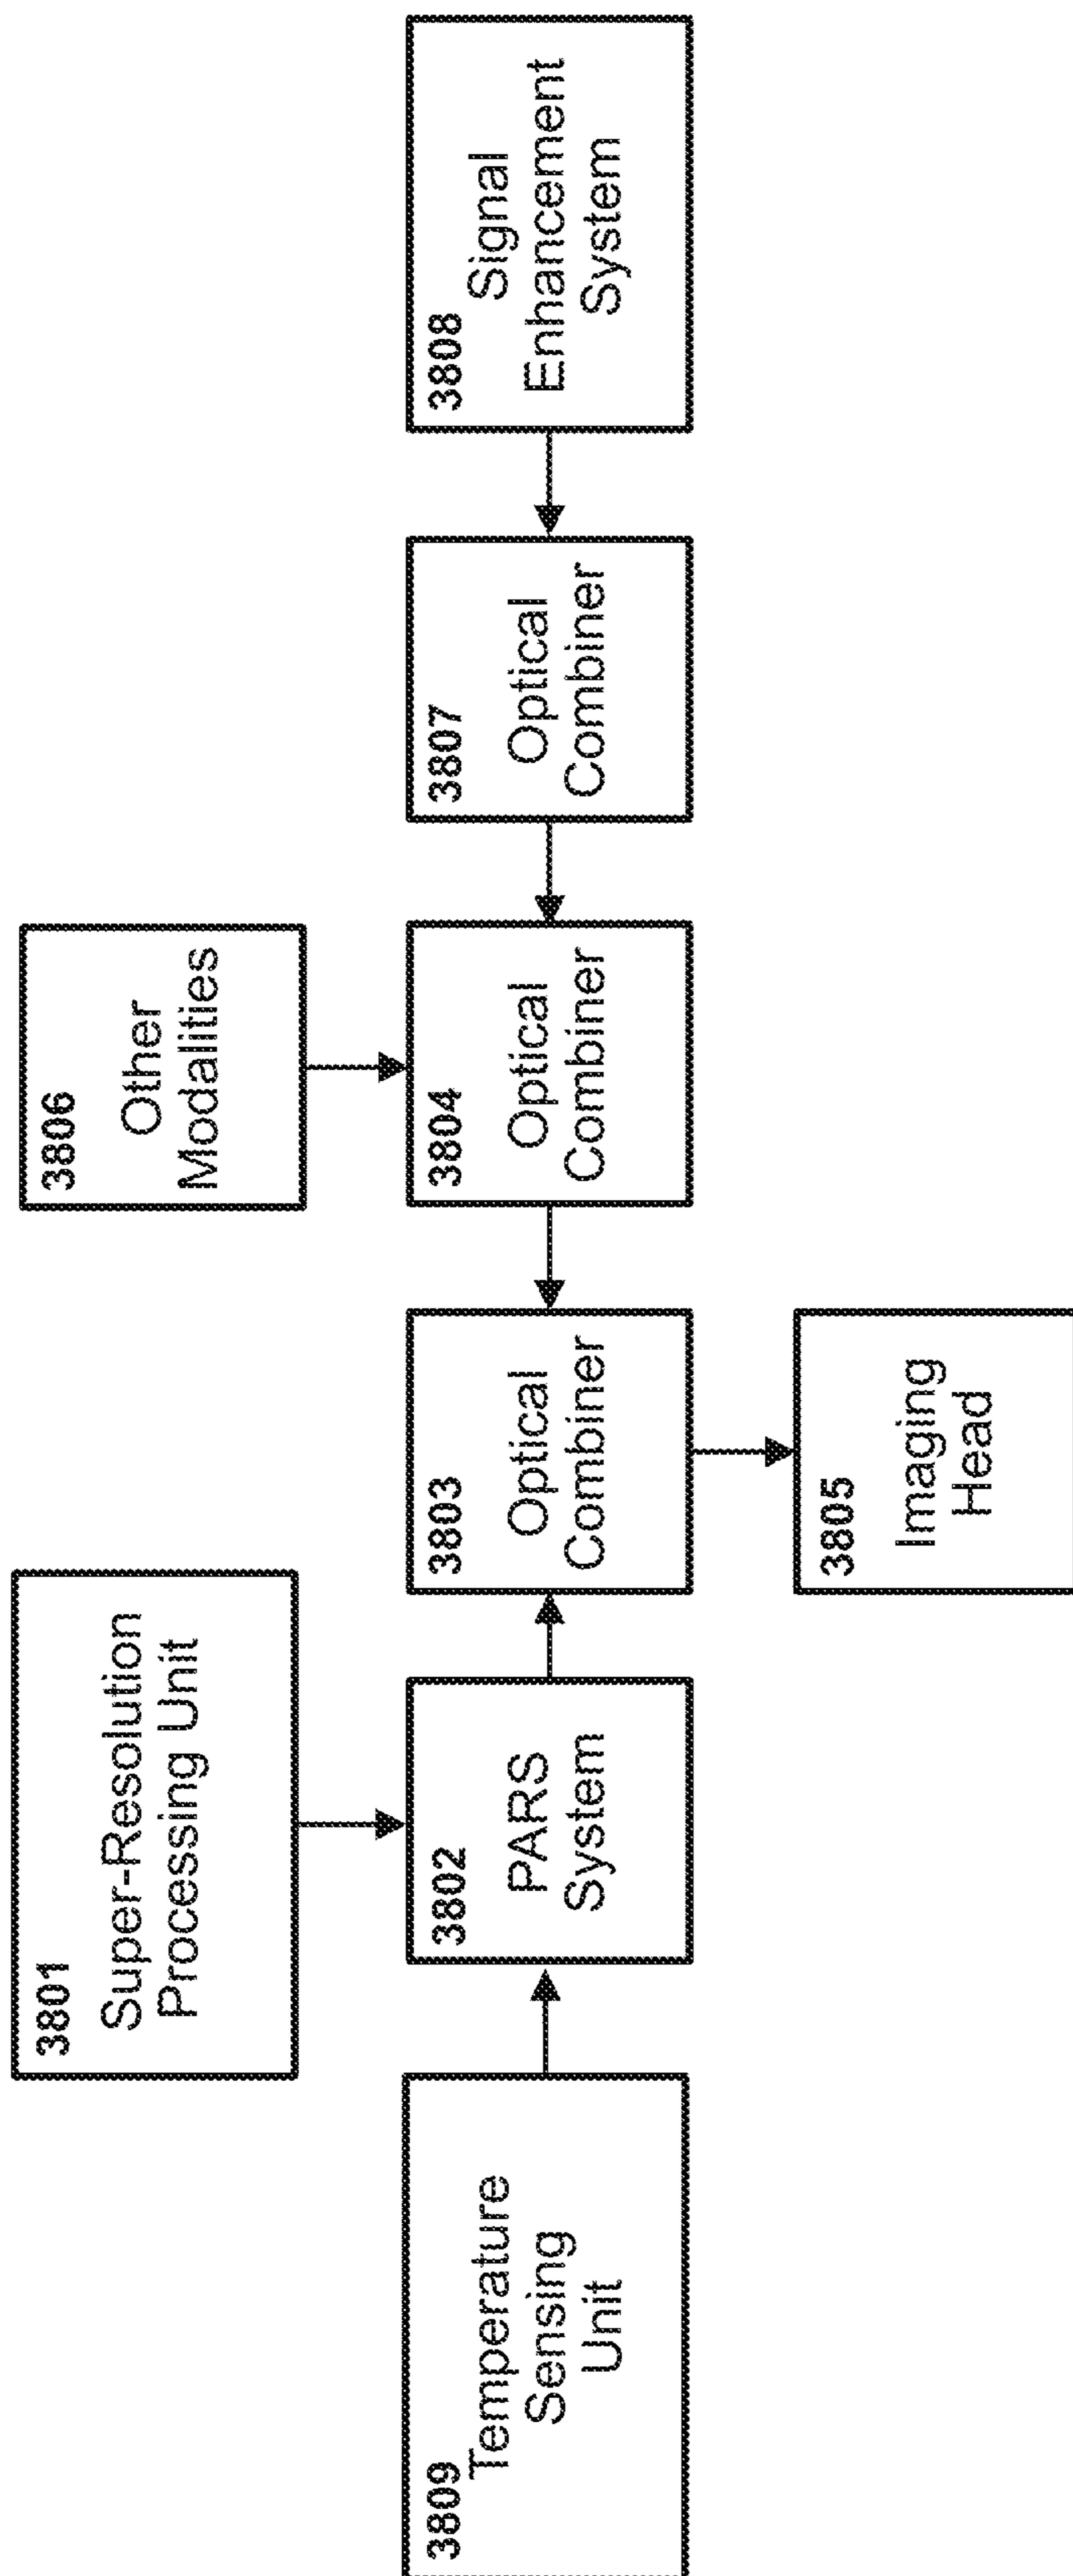 3801
Super-Resolution
Processing Unit
3806
Other
Modalities
3809
Temperature
Sensing
Unit
3802
PARS
System
3803
Optical
Combiner
3804
Optical
Combiner
3807
Optical
Combiner
3808
Signal
Enhancement
System
3805
Imaging
Head